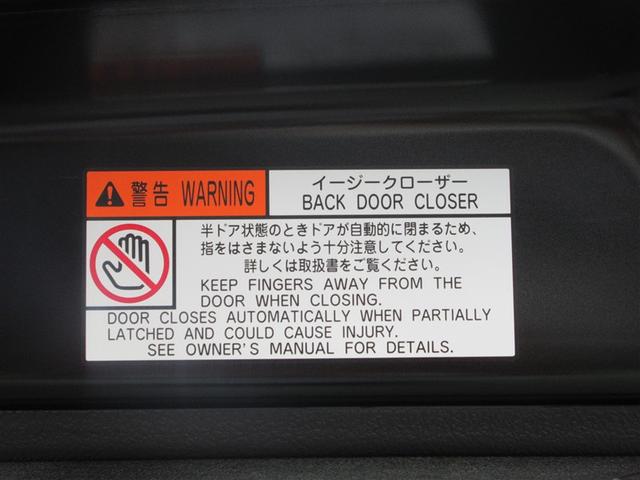 警告 WARNING
イージークローザー
BACK DOOR CLOSER
半ドア状態のときドアが自動的に閉まるため、
指をはさまないよう十分注意してください。
詳しくは取扱書をご覧ください。
KEEP FINGERS AWAY FROM THE
DOOR WHEN CLOSING.
DOOR CLOSES AUTOMATICALLY WHEN PARTIALLY
LATCHED AND COULD CAUSE INJURY.
SEE OWNER'S MANUAL FOR DETAILS.